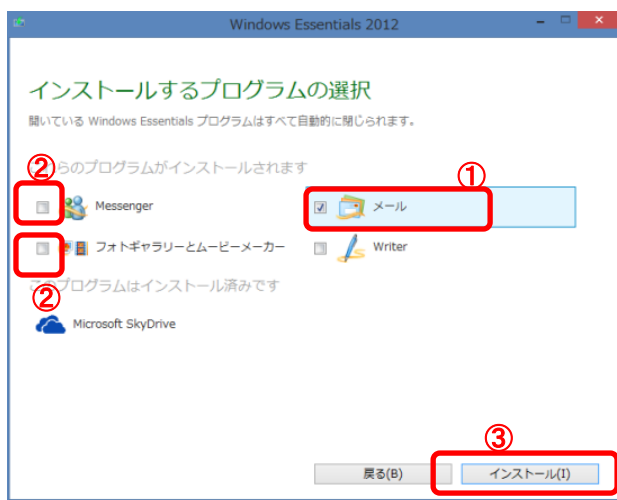 Windows Essentials 2012
インストールするプログラムの選択
開いている Windows Essentials プログラムはすべて自動的に閉じられます。
②らのプログラムがインストールされます
①
Messenger
メール
フォトギャラリーとムービーメーカー
Writer
②
このプログラムはインストール済みです
Microsoft SkyDrive
③
戻る(B)
インストール(I)